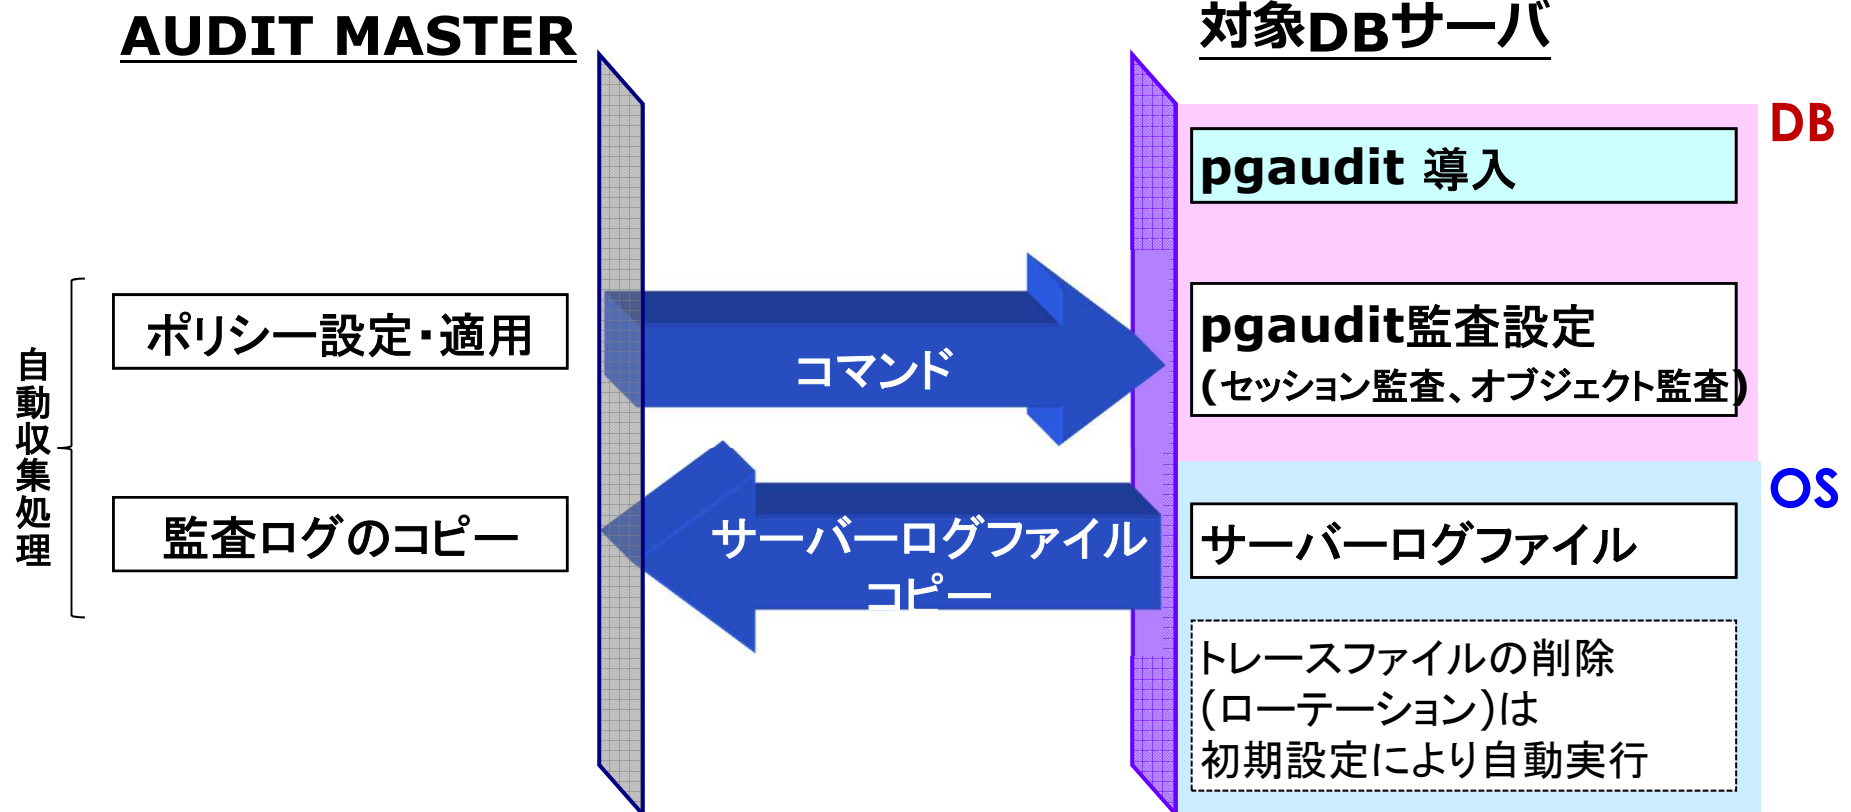 AUDIT MASTER
対象DBサーバ
DB
pgaudit 導入
ポリシー設定・適用
コマンド
pgaudit監査設定
(セッション監査、オブジェクト監査)
自動収集処理
OS
監査ログのコピー
サーバーログファイル
コピー
サーバーログファイル
トレースファイルの削除
(ローテーション)は
初期設定により自動実行